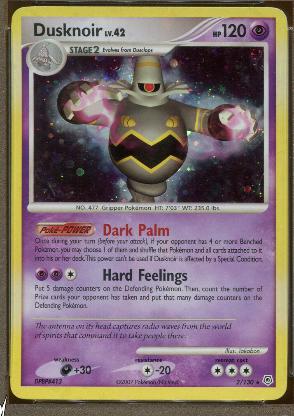 Dusknoir LV.42 HP 120
STAGE 2 Evolves from Dusclops
NO. 477 Gripper Pokémon HT: 7'03" WT: 235.0 lbs.
Poké-POWER Dark Palm
Once during your turn (before your attack), if your opponent has 4 or more Benched
Pokémon, you may choose 1 of them and shuffle that Pokémon and all cards attached to it
into his or her deck. This power can't be used if Dusknoir is affected by a Special Condition.
Hard Feelings
Put 5 damage counters on the Defending Pokémon. Then, count the number of
Prize cards your opponent has taken and put that many damage counters on
the Defending Pokémon.
The antenna on its head captures radio waves from the world
of spirits that command it to take people there.
Illus.
weakness resistance retreat cost
+30 -20
©2007 Pokémon
2/130